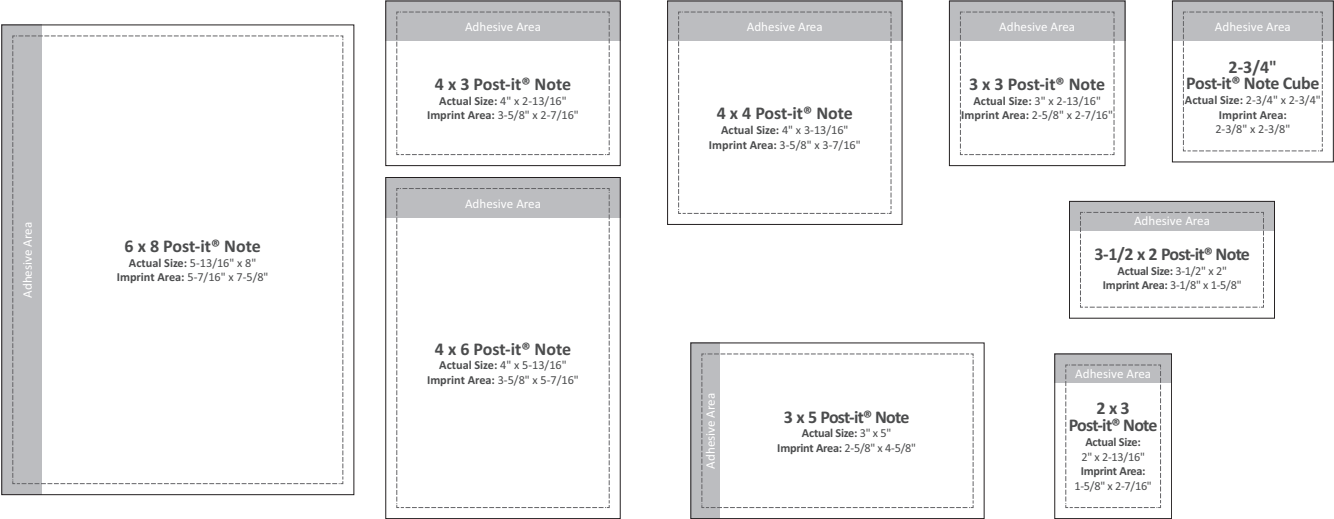 Adhesive Area
6 x 8 Post-it® Note
Actual Size: 5-13/16" x 8"
Imprint Area: 5-7/16" x 7-5/8"
Adhesive Area
4 x 3 Post-it® Note
Actual Size: 4" x 2-13/16"
Imprint Area: 3-5/8" x 2-7/16"
Adhesive Area
4 x 6 Post-it® Note
Actual Size: 4" x 5-13/16"
Imprint Area: 3-5/8" x 5-7/16"
Adhesive Area
4 x 4 Post-it® Note
Actual Size: 4" x 3-13/16"
Imprint Area: 3-5/8" x 3-7/16"
Adhesive Area
3 x 3 Post-it® Note
Actual Size: 3" x 2-13/16"
Imprint Area: 2-5/8" x 2-7/16"
Adhesive Area
2-3/4"
Post-it® Note Cube
Actual Size: 2-3/4" x 2-3/4"
Imprint Area:
2-3/8" x 2-3/8"
Adhesive Area
3-1/2 x 2 Post-it® Note
Actual Size: 3-1/2" x 2"
Imprint Area: 3-1/8" x 1-5/8"
Adhesive Area
3 x 5 Post-it® Note
Actual Size: 3" x 5"
Imprint Area: 2-5/8" x 4-5/8"
Adhesive Area
2 x 3
Post-it® Note
Actual Size:
2" x 2-13/16"
Imprint Area:
1-5/8" x 2-7/16"